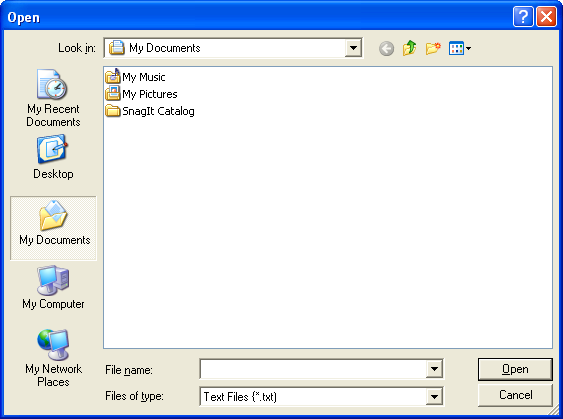 Open
Look in:
My Documents
My Music
My Pictures
SnagIt Catalog
My Recent
Documents
Desktop
My Documents
My Computer
My Network
Places
File name:
Open
Files of type:
Text Files (*.txt)
Cancel